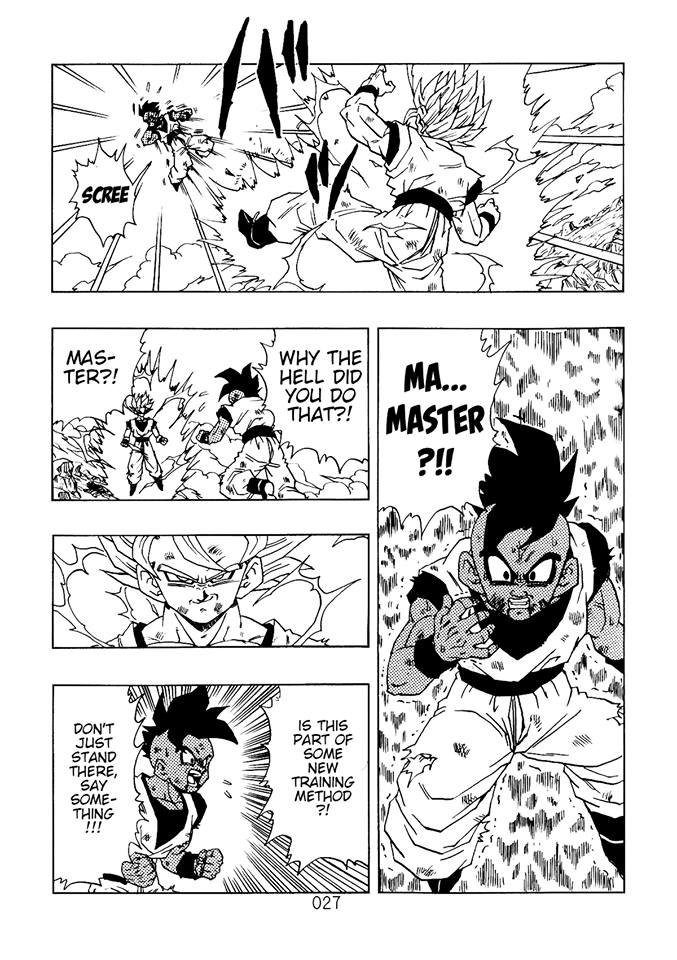 SCREE
MA...
MASTER
?!!
WHY THE
HELL DID
YOU DO
THAT?!
MAS-
TER?!
IS THIS
PART OF
SOME
NEW
TRAINING
METHOD
?!
DON'T
JUST
STAND
THERE,
SAY
SOME-
THING
!!!
027